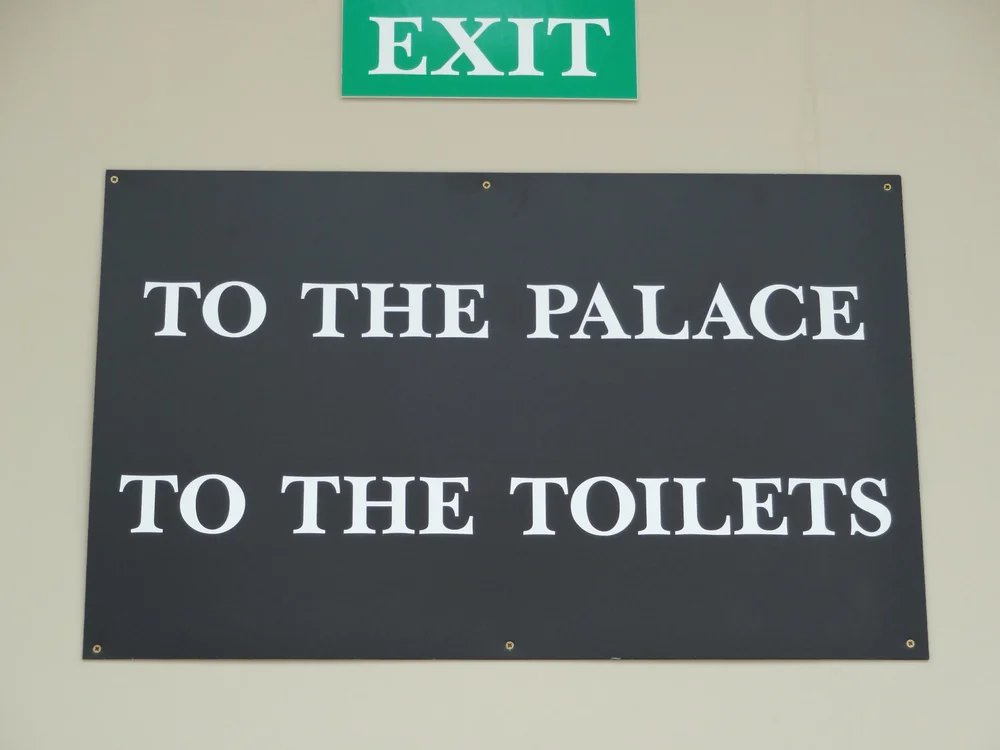 EXIT
TO THE PALACE
TO THE TOILETS